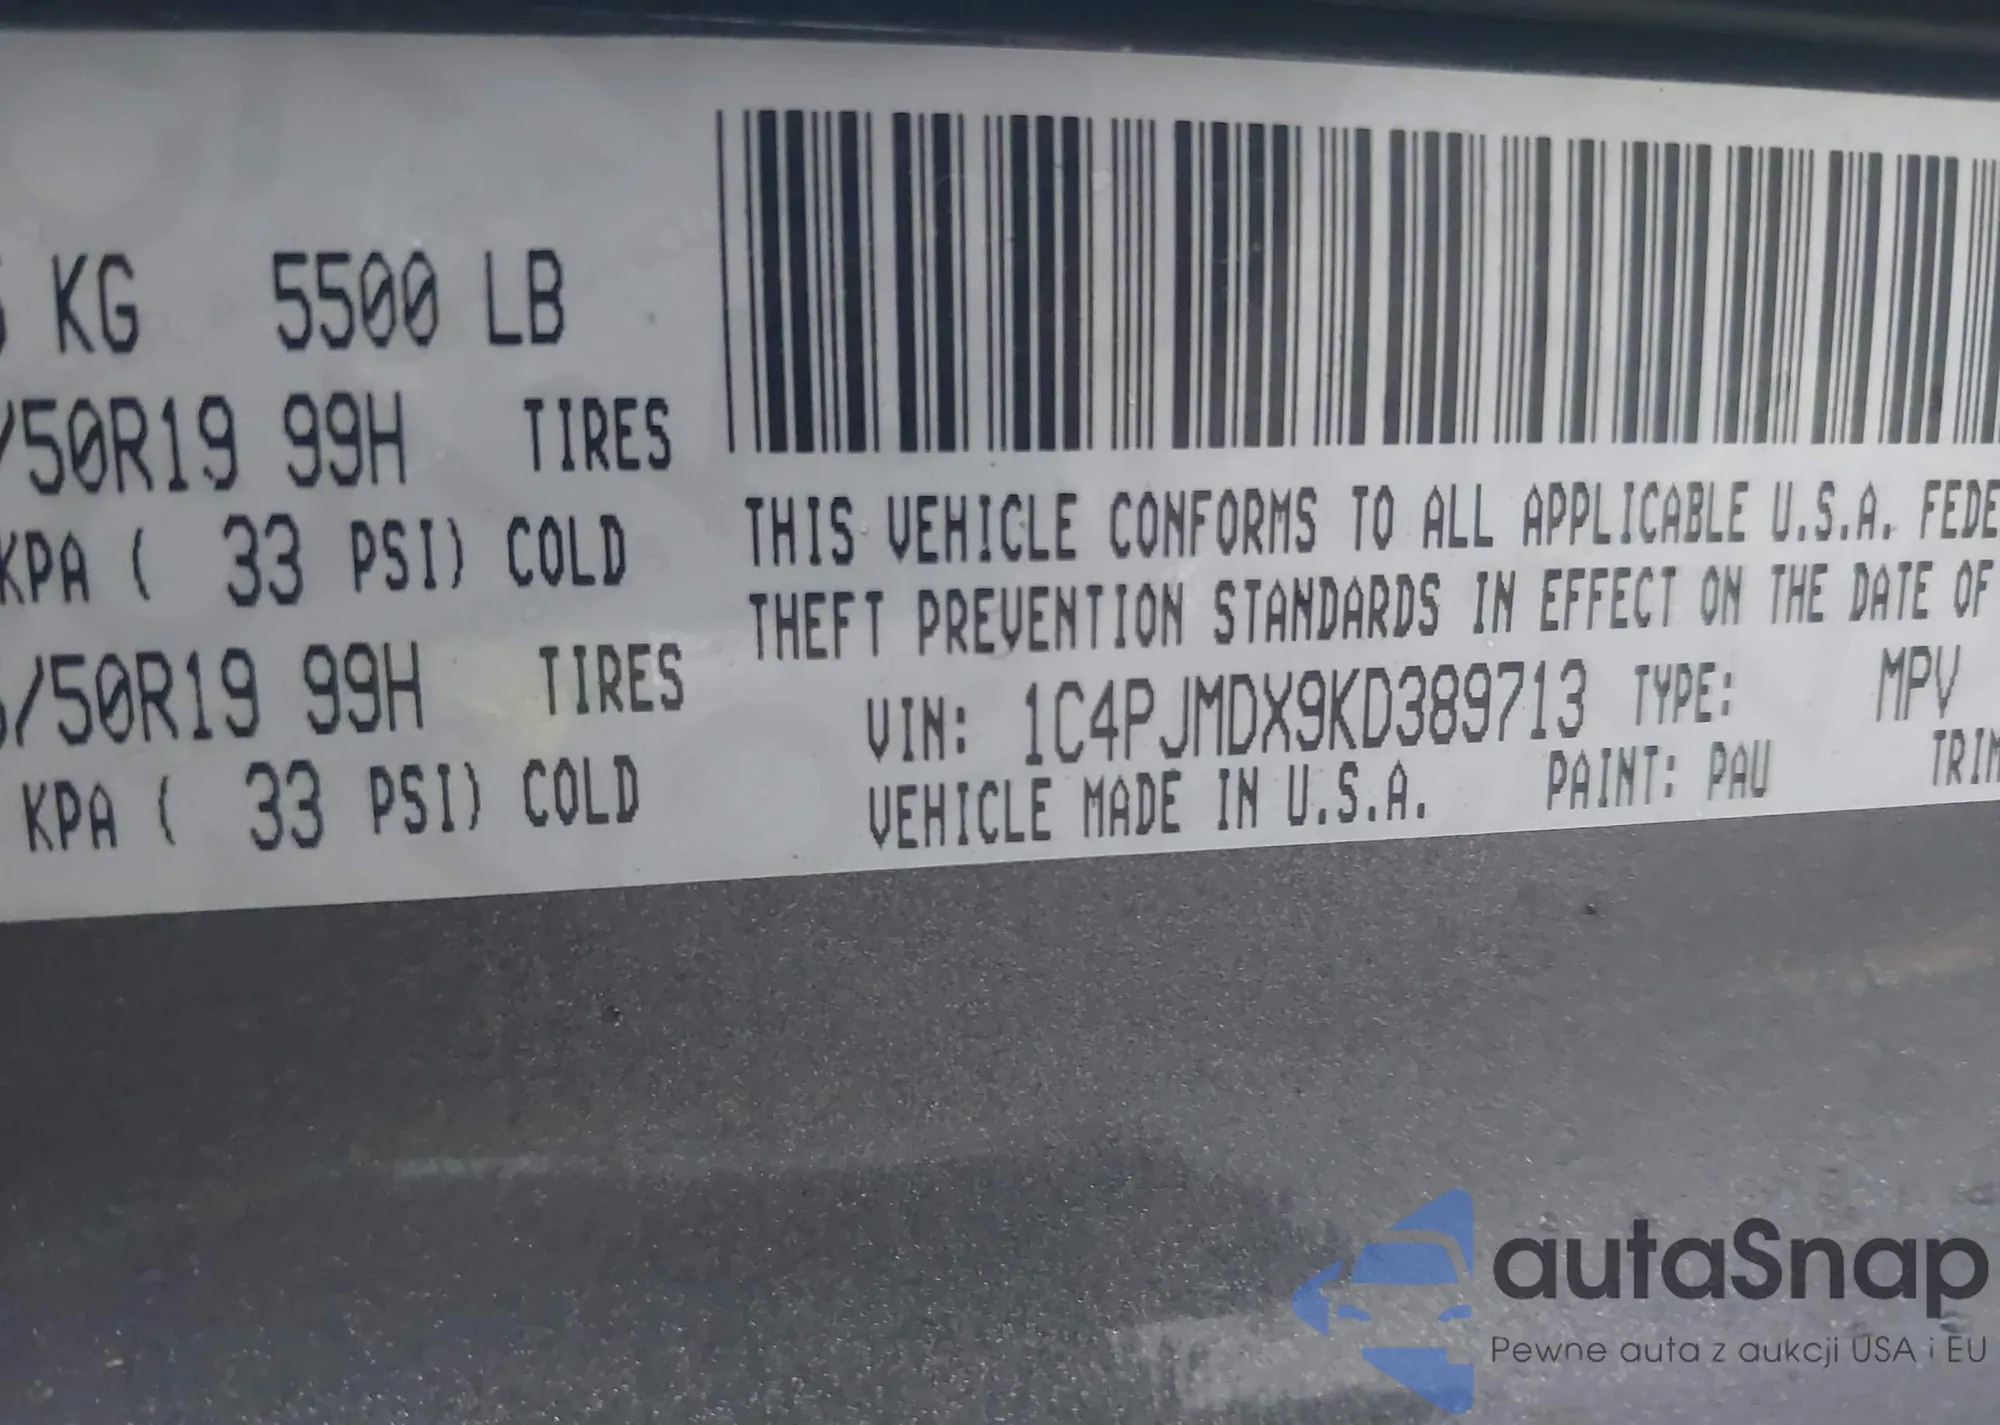 KG 5500 LB
/50R19 99H TIRES
KPA ( 33 PSI) COLD
/50R19 99H TIRES
KPA ( 33 PSI) COLD
THIS VEHICLE CONFORMS TO ALL APPLICABLE U.S.A. FEDE
THEFT PREVENTION STANDARDS IN EFFECT ON THE DATE OF
VIN: 1C4PJMDX9KD389713 TYPE: MPV
VEHICLE MADE IN U.S.A. PAINT: PAU TRIM
autaSnap
Pewne auta z aukcji USA i EU